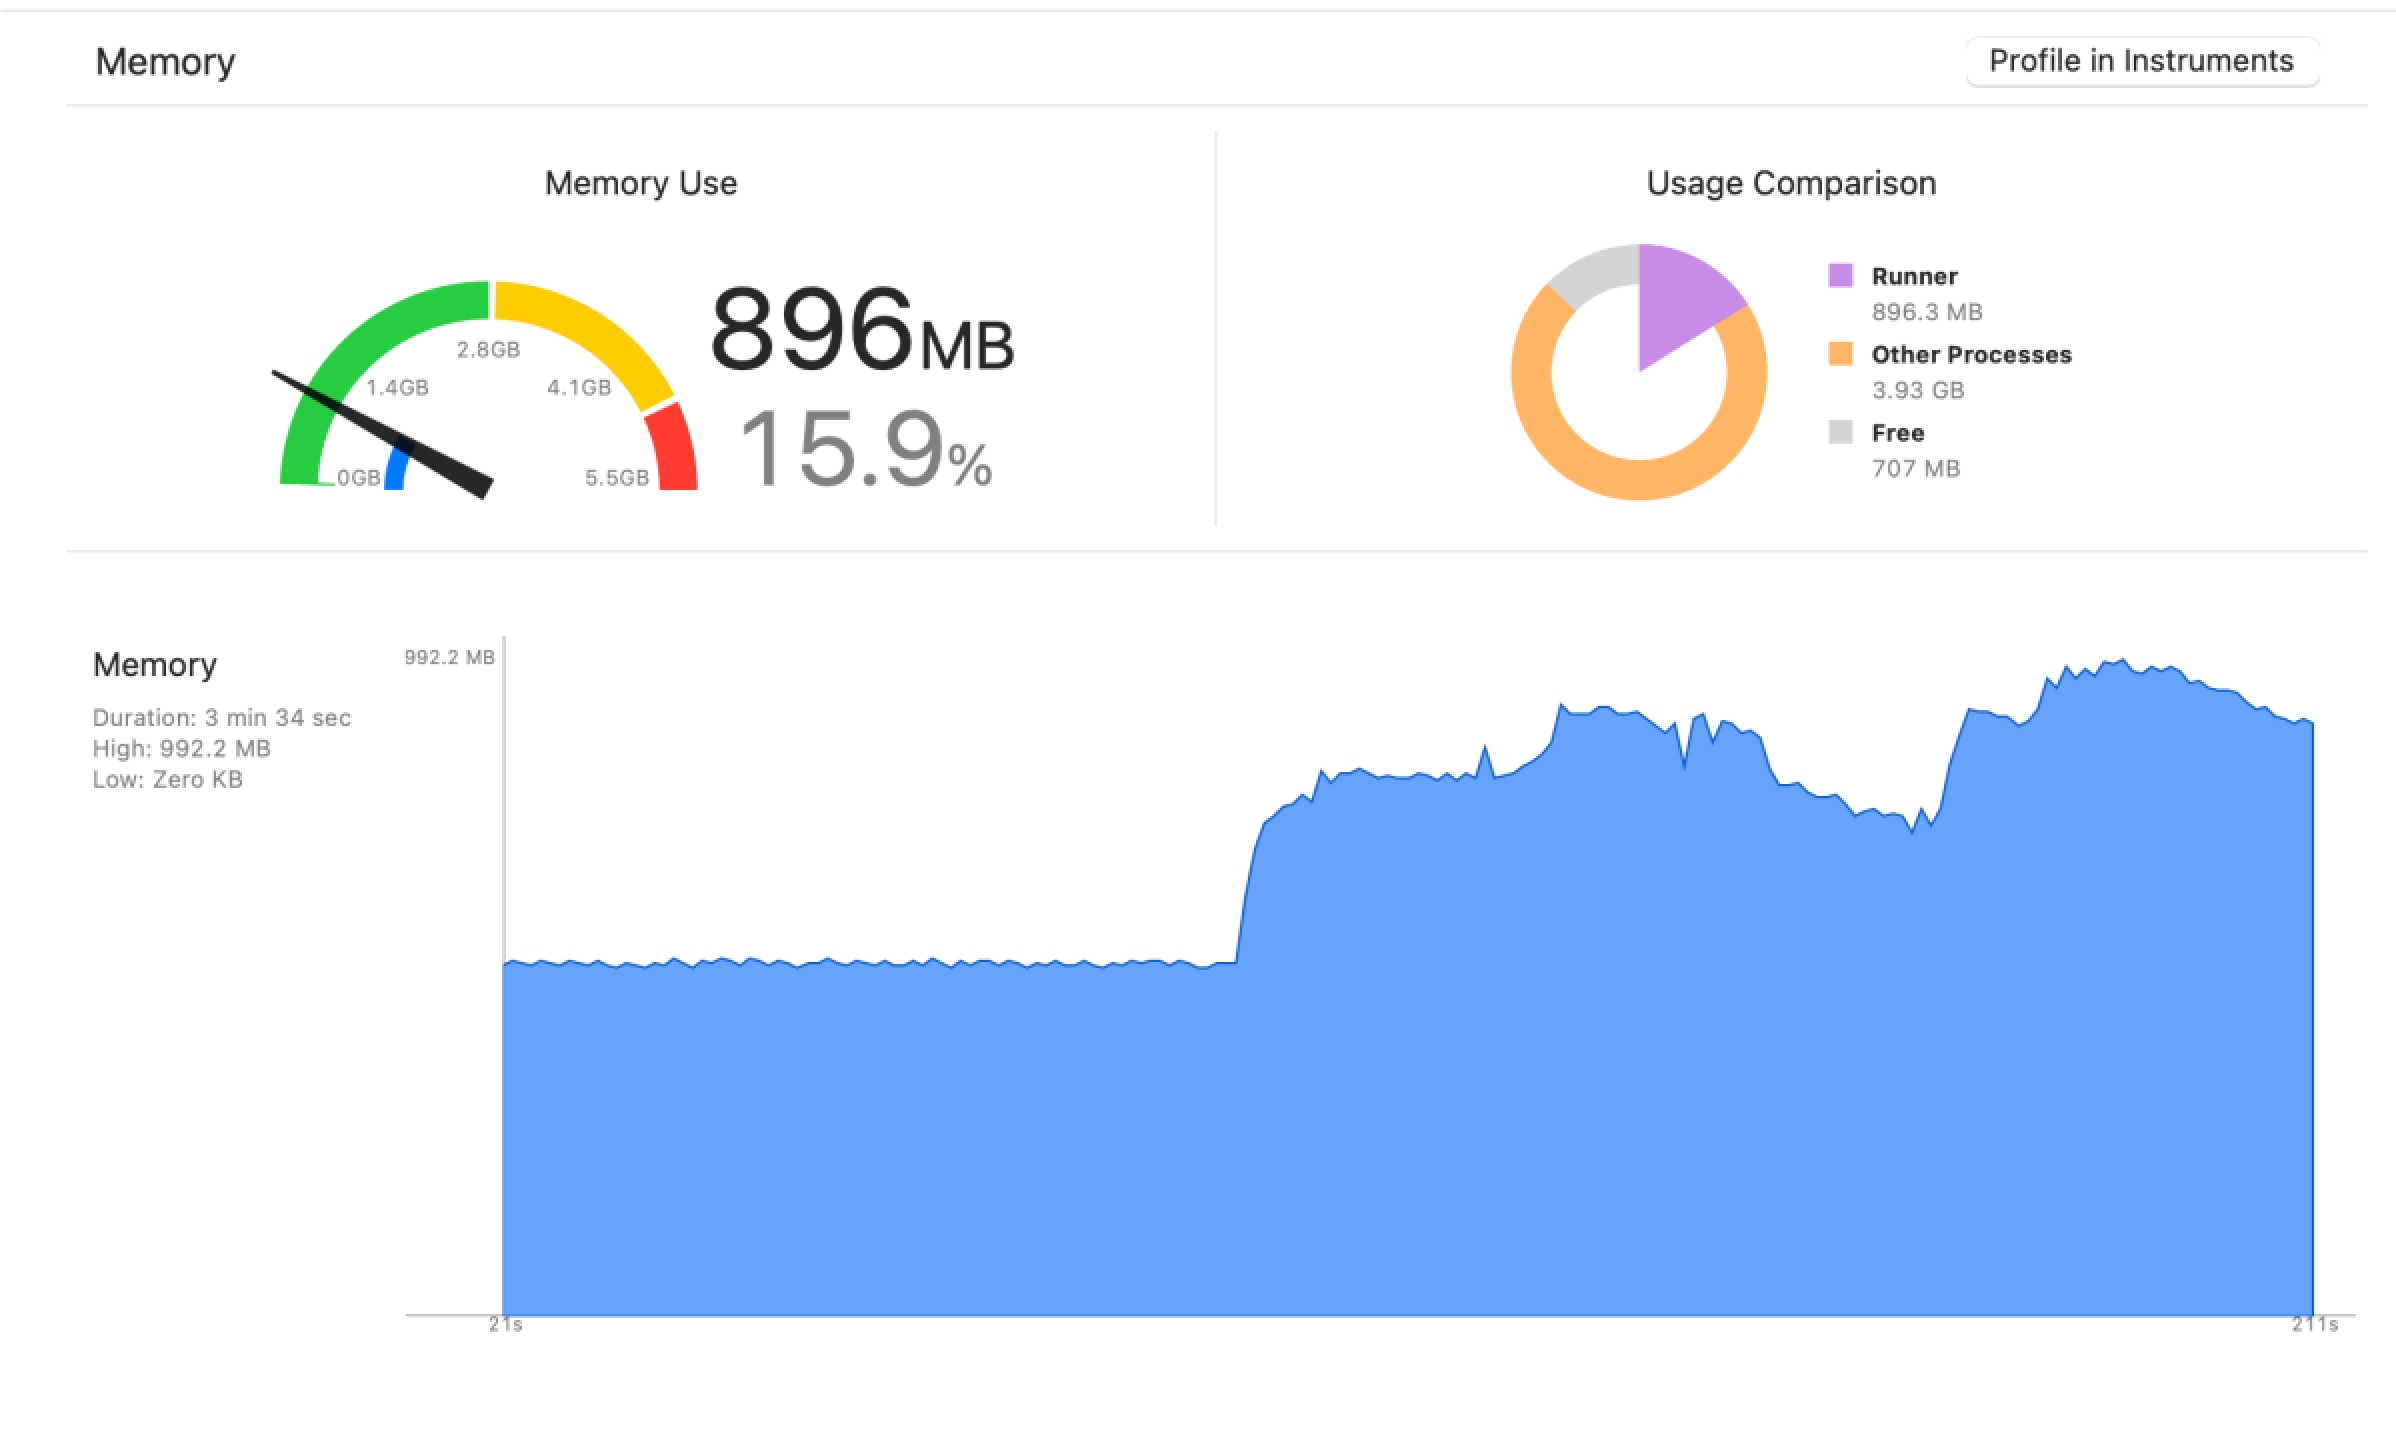 Memory
Profile in Instruments
Memory Use
2.8GB
1.4GB
4.1GB
0GB
5.5GB
896MB
15.9%
Usage Comparison
Runner
896.3 MB
Other Processes
3.93 GB
Free
707 MB
Memory
Duration: 3 min 34 sec
High: 992.2 MB
Low: Zero KB
992.2 MB
21s
211s